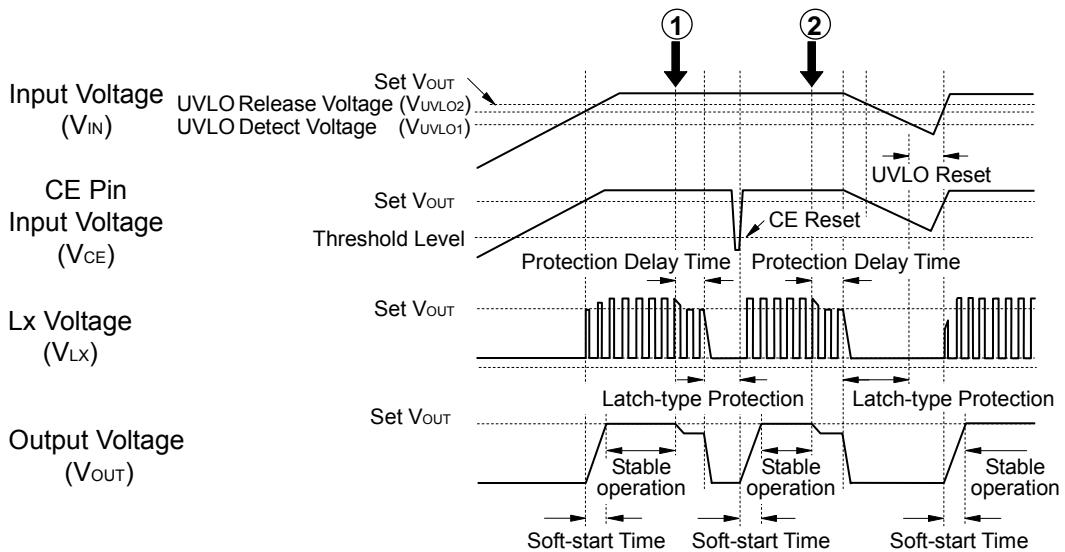 ① ②
Input Voltage
(VIN)
Set VOUT
UVLO Release Voltage (VUVLO2)
UVLO Detect Voltage (VUVLO1)
UVLO Reset
CE Pin
Input Voltage
(VCE)
Set VOUT
Threshold Level
CE Reset
Protection Delay Time Protection Delay Time
Lx Voltage
(VLX)
Set VOUT
Latch-type Protection Latch-type Protection
Output Voltage
(VOUT)
Set VOUT
Stable
operation
Stable
operation
Stable
operation
Soft-start Time Soft-start Time Soft-start Time